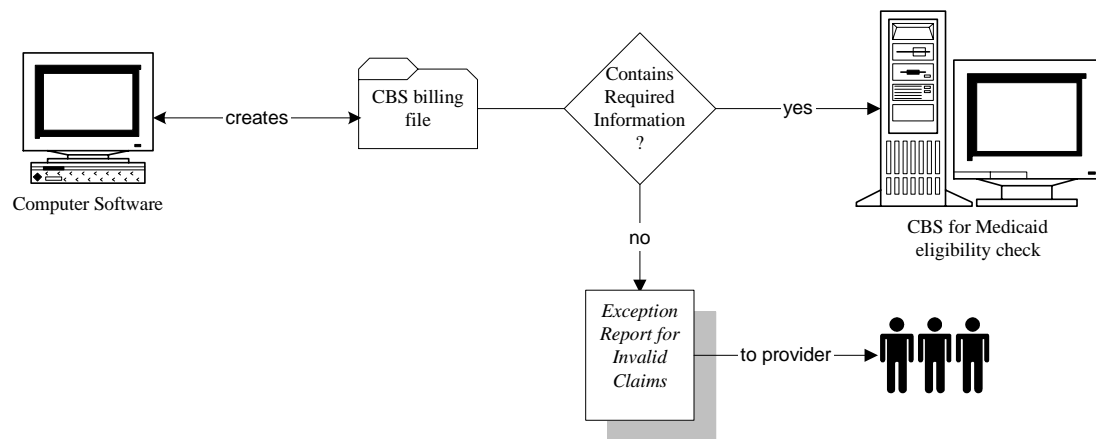 Computer Software
creates
CBS billing
file
Contains
Required
Information
?
yes
CBS for Medicaid
eligibility check
no
Exception
Report for
Invalid
Claims
to provider